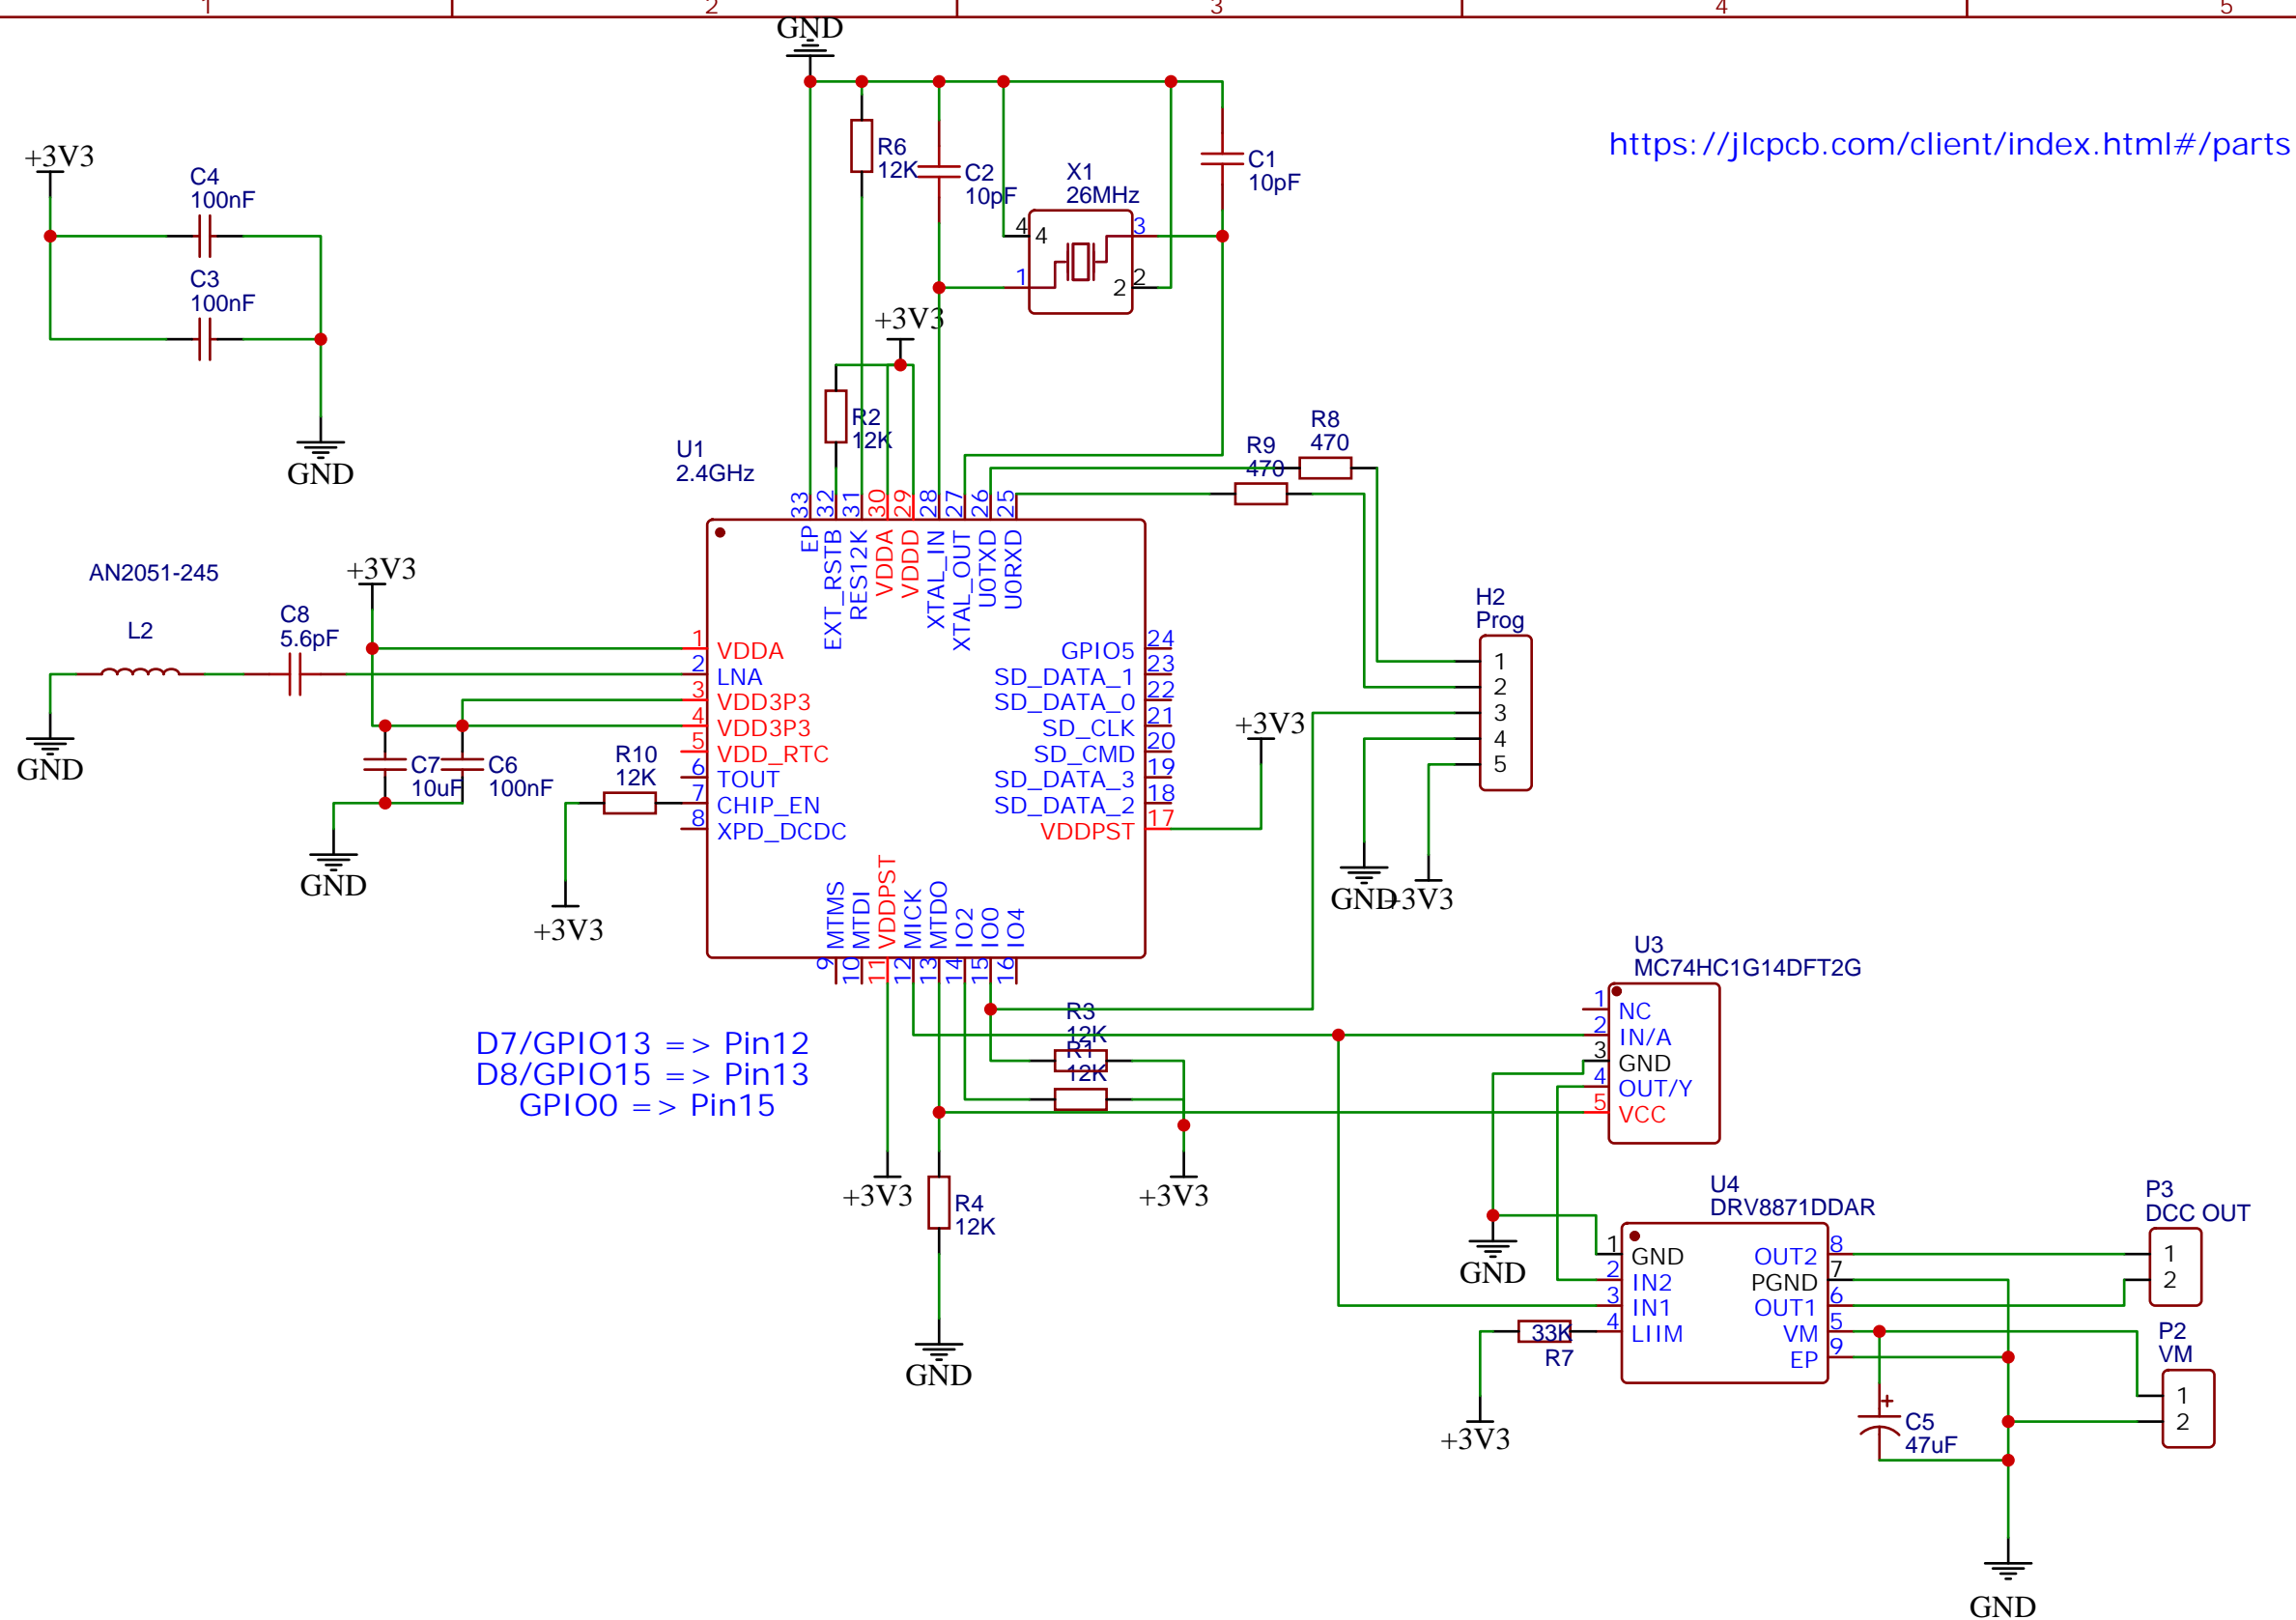 1
2
3
4
5
GND
https://jlcpcb.com/client/index.html#/parts
+3V3
C4
100nF
C3
100nF
GND
R6
12K
C2
10pF
X1
26MHz
C1
10pF
4
4
3
1
2
2
+3V3
R2
12K
U1
2.4GHz
R9
470
R8
470
33
32
31
30
29
28
27
26
25
EP
EXT_RSTB
RES12K
VDDA
VDDD
XTAL_IN
XTAL_OUT
U0TXD
U0RXD
AN2051-245
L2
C8
5.6pF
+3V3
GND
C7
10uF
C6
100nF
GND
R10
12K
+3V3
1 VDDA
2 LNA
3 VDD3P3
4 VDD3P3
5 VDD_RTC
6 TOUT
7 CHIP_EN
8 XPD_DCDC
GPIO5 24
SD_DATA_1 23
SD_DATA_0 22
SD_CLK 21
SD_CMD 20
SD_DATA_3 19
SD_DATA_2 18
VDDPST 17
MTMS
MTDI
VDDPST
MICK
MTDO
IO2
IO0
IO4
9
10
11
12
13
14
15
16
+3V3
H2
Prog
1
2
3
4
5
GND
+3V3
D7/GPIO13 => Pin12
D8/GPIO15 => Pin13
GPIO0 => Pin15
R3
12K
R1
12K
+3V3
R4
12K
GND
+3V3
U3
MC74HC1G14DFT2G
1 NC
2 IN/A
3 GND
4 OUT/Y
5 VCC
GND
U4
DRV8871DDAR
1 GND
2 IN2
3 IN1
4 LIIM
OUT2 8
PGND 7
OUT1 6
VM 5
EP 9
33K
R7
+3V3
P3
DCC OUT
1
2
P2
VM
1
2
+
C5
47uF
GND